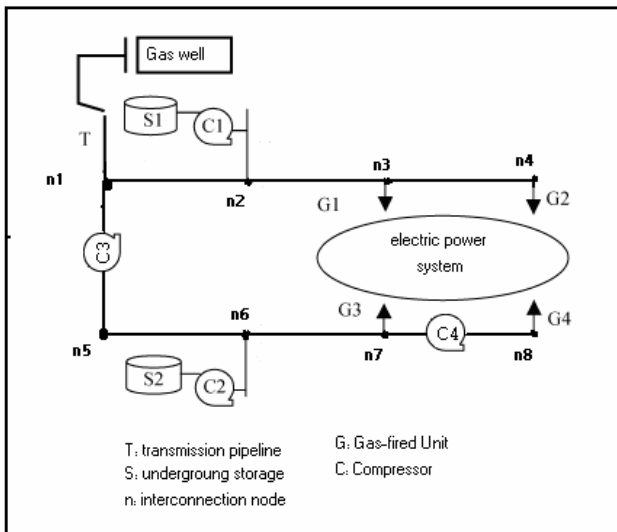 Gas well
S1
C1
T
n1
n2
n3
n4
G1
G2
electric power
system
C3
G3
G4
n5
n6
n7
C4
n8
S2
C2
T: transmission pipeline
S: undergroung storage
n: interconnection node
G: Gas-fired Unit
C: Compressor